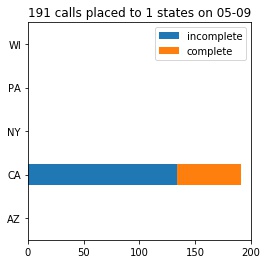 191 calls placed to 1 states on 05-09
incomplete
complete
WI
PA
NY
CA
AZ
0 50 100 150 200